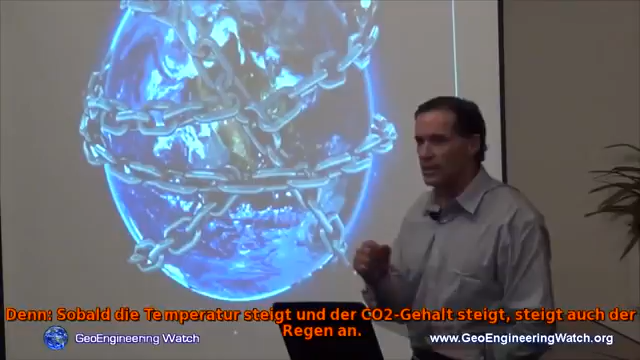 Denn: Sobald die Temperatur steigt und der CO2-Gehalt steigt, steigt auch der
Regen an.
GeoEngineering Watch
www.GeoEngineeringWatch.org